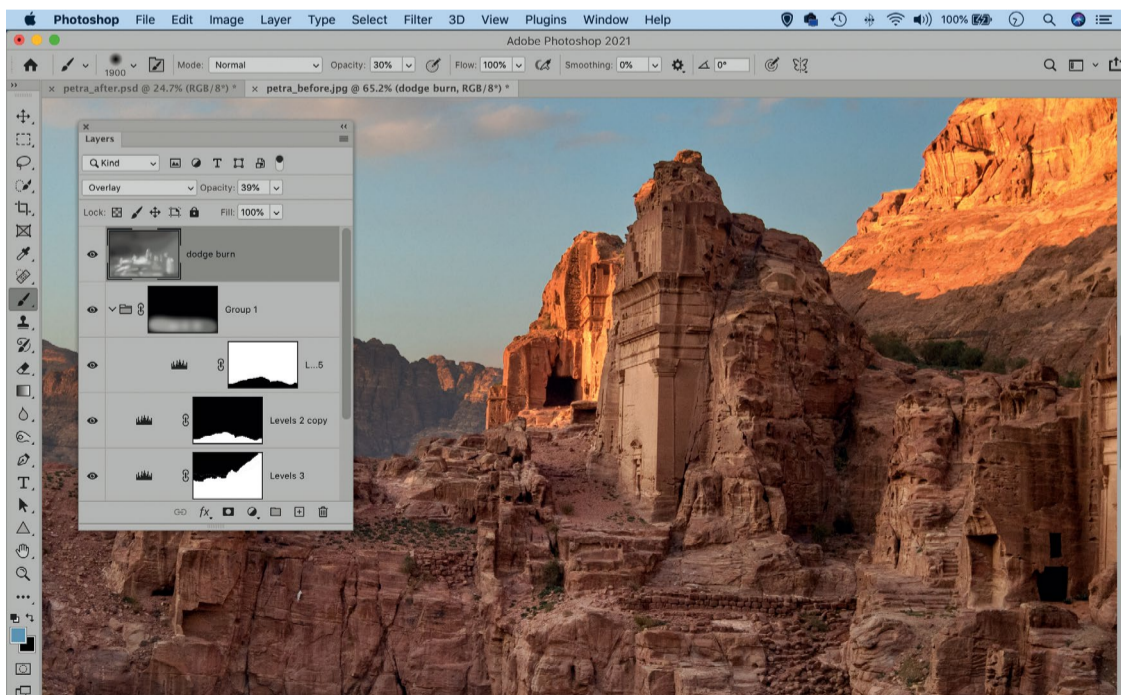 Photoshop File Edit Image Layer Type Select Filter 3D View Plugins Window Help 100%
Adobe Photoshop 2021
1900 Mode: Normal Opacity: 30% Flow: 100% Smoothing: 0% 0°
× petra_after.psd @ 24.7% (RGB/8*) * × petra_before.jpg @ 65.2% (dodge burn, RGB/8*) *
Layers
Kind
Overlay Opacity: 39%
Lock: Fill: 100%
dodge burn
Group 1
L...5
Levels 2 copy
Levels 3
fx